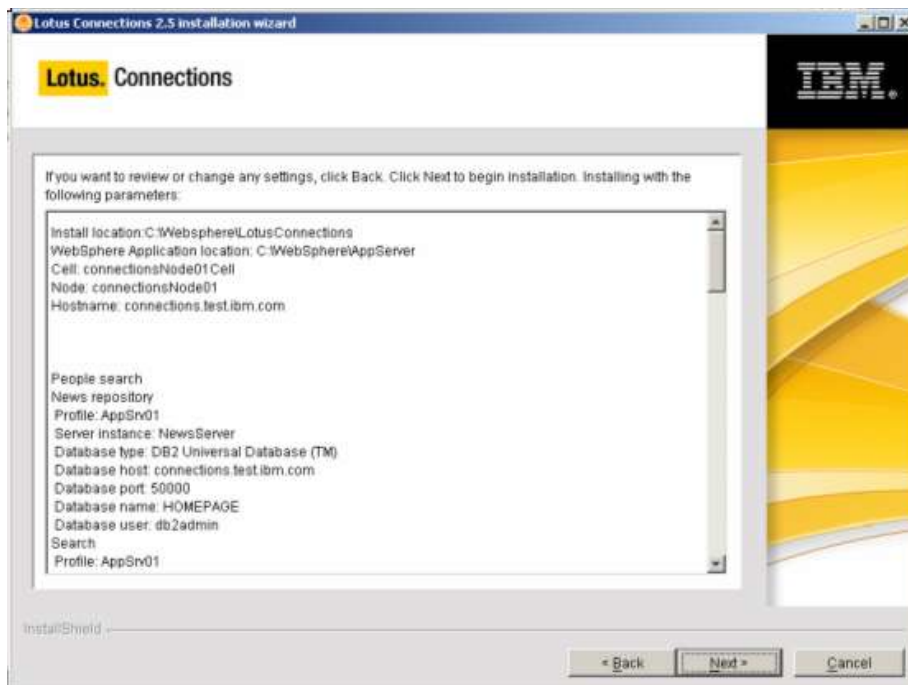 Lotus Connections 2.5 installation wizard
Lotus. Connections
IBM.
If you want to review or change any settings, click Back. Click Next to begin installation. Installing with the
following parameters:
Install location:C:\Websphere\LotusConnections
WebSphere Application location: C:\WebSphere\AppServer
Cell: connectionsNode01Cell
Node: connectionsNode01
Hostname: connections.test.ibm.com
People search
News repository
Profile: AppSrv01
Server instance: NewsServer
Database type: DB2 Universal Database (TM)
Database host: connections.test.ibm.com
Database port: 50000
Database name: HOMEPAGE
Database user: db2admin
Search
Profile: AppSrv01
InstallShield
< Back Next > Cancel